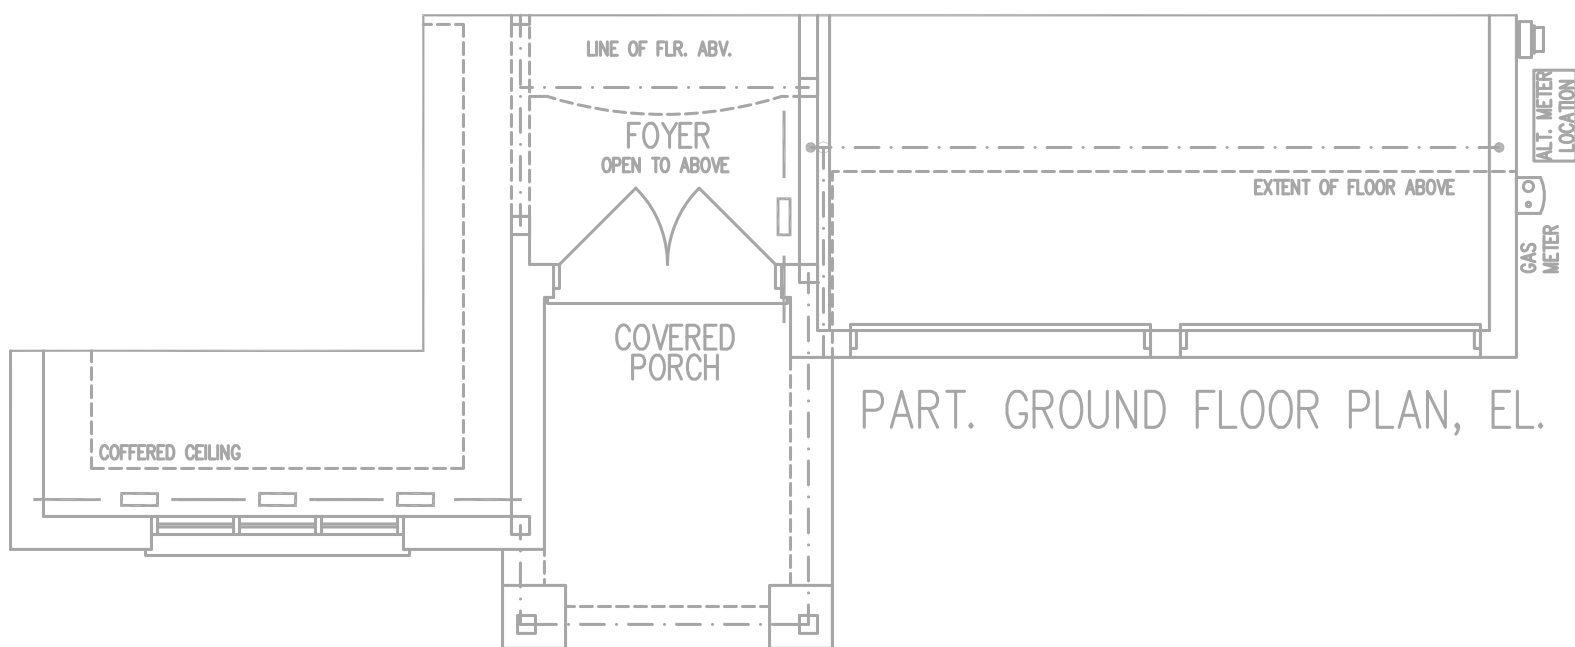 LINE OF FLR. ABV.
FOYER
OPEN TO ABOVE
ALT. METER
LOCATION
EXTENT OF FLOOR ABOVE
GAS
METER
COVERED
PORCH
PART. GROUND FLOOR PLAN, EL.
COFFERED CEILING